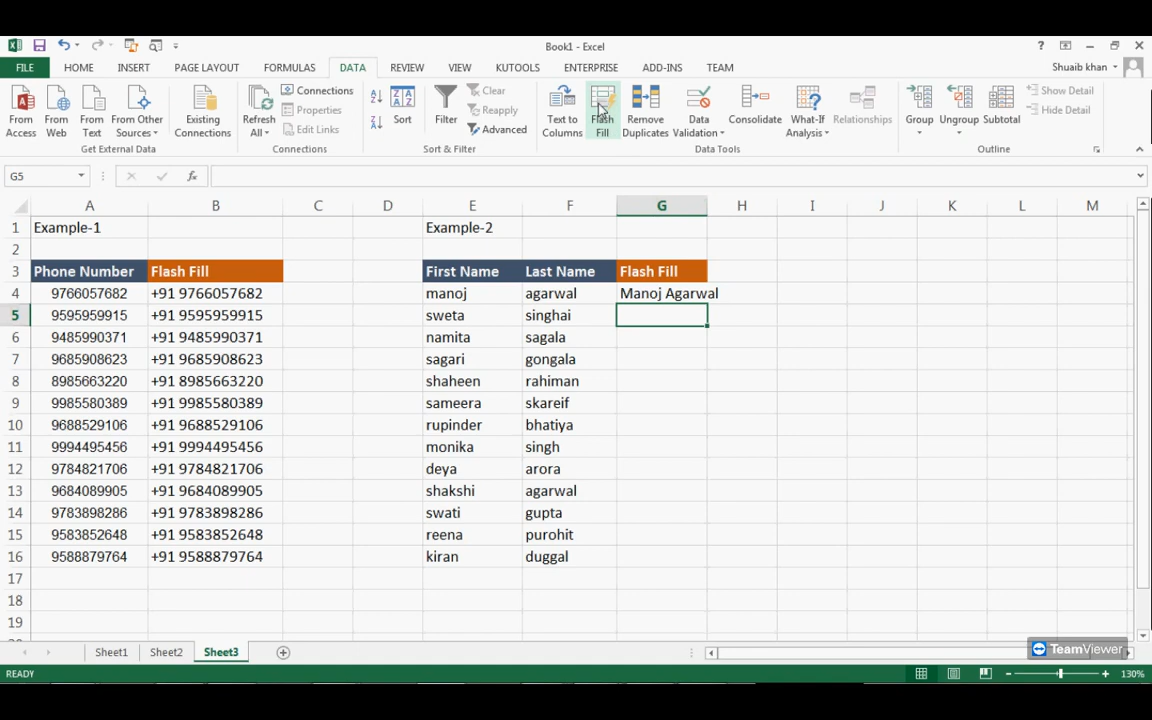 Book1 - Excel
FILE HOME INSERT PAGE LAYOUT FORMULAS DATA REVIEW VIEW KUTOOLS ENTERPRISE ADD-INS TEAM Shuaib khan
From Access
From Web
From Text
From Other Sources
Existing Connections
Get External Data
Refresh All
Connections
Properties
Edit Links
Connections
Sort
Filter
Clear
Reapply
Advanced
Sort & Filter
Text to Columns
Flash Fill
Remove Duplicates
Data Validation
Consolidate
What-If Analysis
Relationships
Data Tools
Group
Ungroup
Subtotal
Show Detail
Hide Detail
Outline
G5 fx
A B C D E F G H I J K L M
1 Example-1 Example-2
2
3 Phone Number Flash Fill First Name Last Name Flash Fill
4 9766057682 +91 9766057682 manoj agarwal Manoj Agarwal
5 9595959915 +91 9595959915 sweta singhai
6 9485990371 +91 9485990371 namita sagala
7 9685908623 +91 9685908623 sagari gongala
8 8985663220 +91 8985663220 shaheen rahiman
9 9985580389 +91 9985580389 sameera skareif
10 9688529106 +91 9688529106 rupinder bhatiya
11 9994495456 +91 9994495456 monika singh
12 9784821706 +91 9784821706 deya arora
13 9684089905 +91 9684089905 shakshi agarwal
14 9783898286 +91 9783898286 swati gupta
15 9583852648 +91 9583852648 reena purohit
16 9588879764 +91 9588879764 kiran duggal
17
18
19
Sheet1 Sheet2 Sheet3
TeamViewer
READY 130%